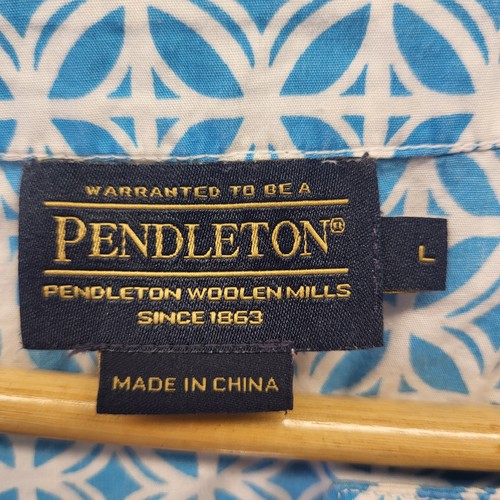 WARRANTED TO BE A
PENDLETON®
PENDLETON WOOLEN MILLS
SINCE 1863
L
MADE IN CHINA